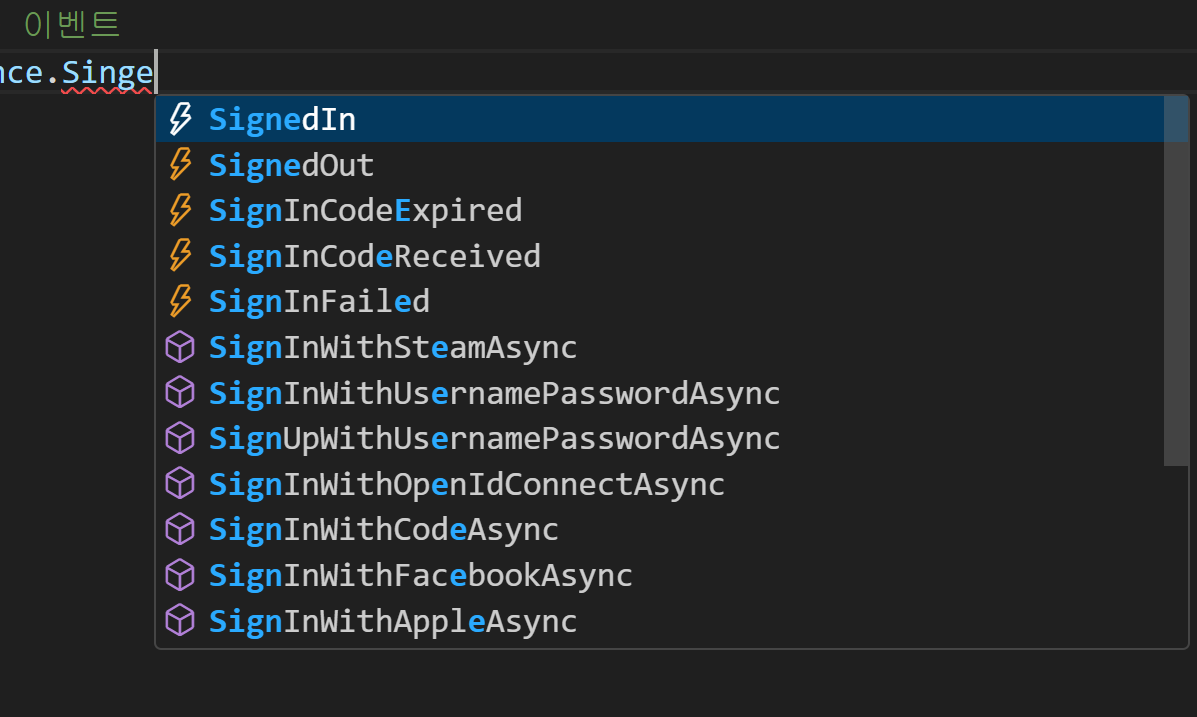 이벤트
nce.Singe
SignedIn
SignedOut
SignInCodeExpired
SignInCodeReceived
SignInFailed
SignInWithSteamAsync
SignInWithUsernamePasswordAsync
SignUpWithUsernamePasswordAsync
SignInWithOpenIdConnectAsync
SignInWithCodeAsync
SignInWithFacebookAsync
SignInWithAppleAsync